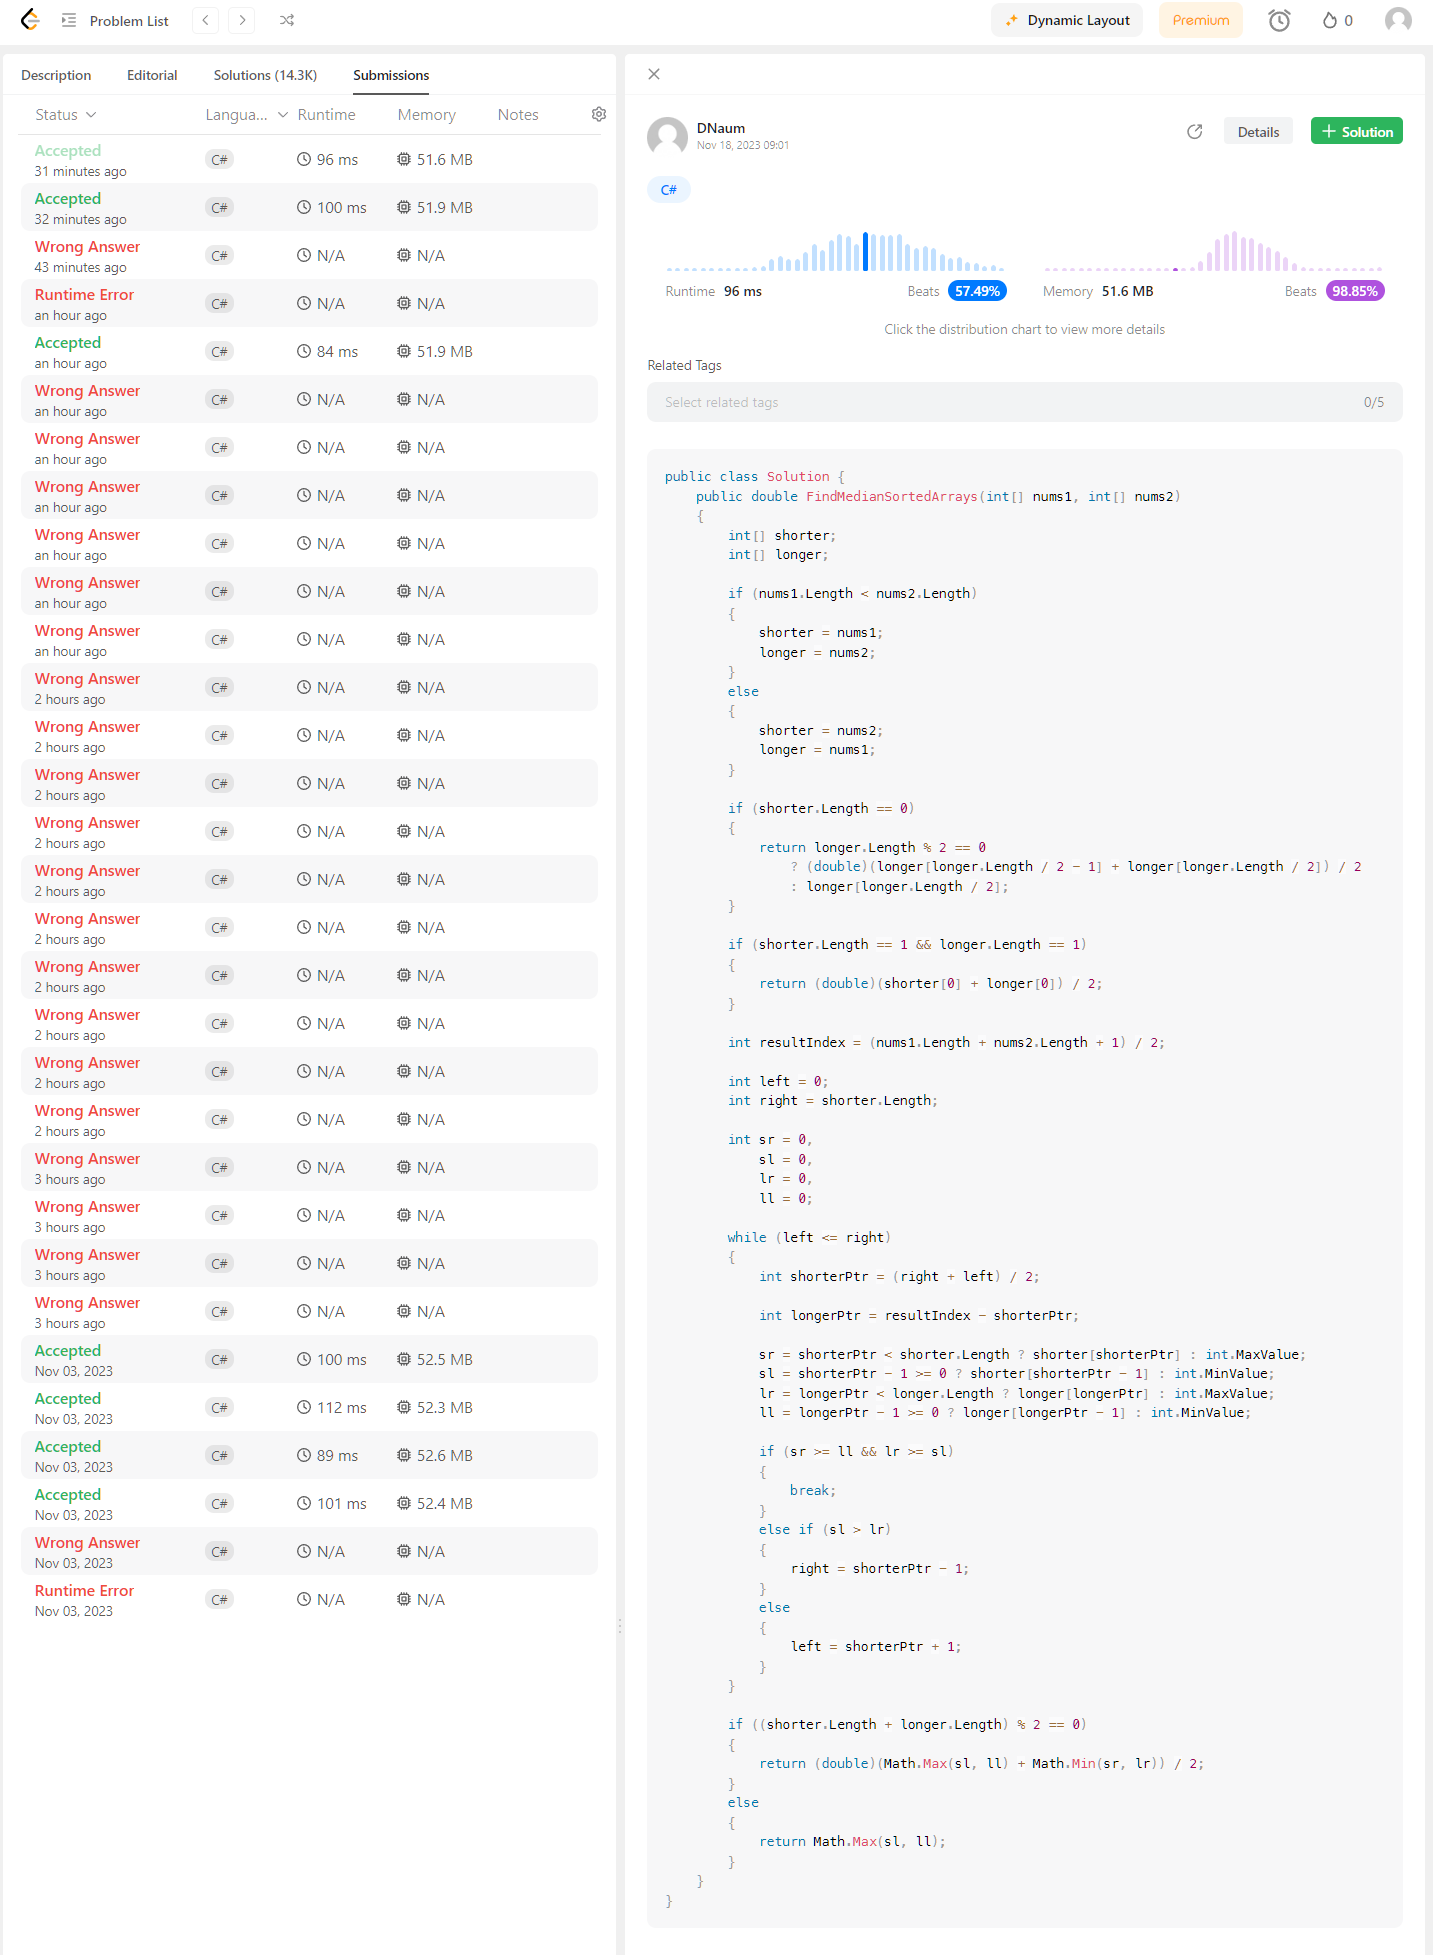 Problem List
Dynamic Layout
Premium
0
Description Editorial Solutions (14.3K) Submissions
Status Langua... Runtime Memory Notes
Accepted
31 minutes ago
C# 96 ms 51.6 MB
Accepted
32 minutes ago
C# 100 ms 51.9 MB
Wrong Answer
43 minutes ago
C# N/A N/A
Runtime Error
an hour ago
C# N/A N/A
Accepted
an hour ago
C# 84 ms 51.9 MB
Wrong Answer
an hour ago
C# N/A N/A
Wrong Answer
an hour ago
C# N/A N/A
Wrong Answer
an hour ago
C# N/A N/A
Wrong Answer
an hour ago
C# N/A N/A
Wrong Answer
an hour ago
C# N/A N/A
Wrong Answer
an hour ago
C# N/A N/A
Wrong Answer
2 hours ago
C# N/A N/A
Wrong Answer
2 hours ago
C# N/A N/A
Wrong Answer
2 hours ago
C# N/A N/A
Wrong Answer
2 hours ago
C# N/A N/A
Wrong Answer
2 hours ago
C# N/A N/A
Wrong Answer
2 hours ago
C# N/A N/A
Wrong Answer
2 hours ago
C# N/A N/A
Wrong Answer
2 hours ago
C# N/A N/A
Wrong Answer
2 hours ago
C# N/A N/A
Wrong Answer
2 hours ago
C# N/A N/A
Wrong Answer
3 hours ago
C# N/A N/A
Wrong Answer
3 hours ago
C# N/A N/A
Wrong Answer
3 hours ago
C# N/A N/A
Wrong Answer
3 hours ago
C# N/A N/A
Accepted
Nov 03, 2023
C# 100 ms 52.5 MB
Accepted
Nov 03, 2023
C# 112 ms 52.3 MB
Accepted
Nov 03, 2023
C# 89 ms 52.6 MB
Accepted
Nov 03, 2023
C# 101 ms 52.4 MB
Wrong Answer
Nov 03, 2023
C# N/A N/A
Runtime Error
Nov 03, 2023
C# N/A N/A
DNaum
Nov 18, 2023 09:01
Details
Solution
C#
Runtime 96 ms Beats 57.49%
Memory 51.6 MB Beats 98.85%
Click the distribution chart to view more details
Related Tags
Select related tags 0/5
public class Solution {
    public double FindMedianSortedArrays(int[] nums1, int[] nums2)
    {
        int[] shorter;
        int[] longer;
        if (nums1.Length < nums2.Length)
        {
            shorter = nums1;
            longer = nums2;
        }
        else
        {
            shorter = nums2;
            longer = nums1;
        }
        if (shorter.Length == 0)
        {
            return longer.Length % 2 == 0
                ? (double)(longer[longer.Length / 2 - 1] + longer[longer.Length / 2]) / 2
                : longer[longer.Length / 2];
        }
        if (shorter.Length == 1 && longer.Length == 1)
        {
            return (double)(shorter[0] + longer[0]) / 2;
        }
        int resultIndex = (nums1.Length + nums2.Length + 1) / 2;
        int left = 0;
        int right = shorter.Length;
        int sr = 0,
            sl = 0,
            lr = 0,
            ll = 0;
        while (left <= right)
        {
            int shorterPtr = (right + left) / 2;
            int longerPtr = resultIndex - shorterPtr;
            sr = shorterPtr < shorter.Length ? shorter[shorterPtr] : int.MaxValue;
            sl = shorterPtr - 1 >= 0 ? shorter[shorterPtr - 1] : int.MinValue;
            lr = longerPtr < longer.Length ? longer[longerPtr] : int.MaxValue;
            ll = longerPtr - 1 >= 0 ? longer[longerPtr - 1] : int.MinValue;
            if (sr >= ll && lr >= sl)
            {
                break;
            }
            else if (sl > lr)
            {
                right = shorterPtr - 1;
            }
            else
            {
                left = shorterPtr + 1;
            }
        }
        if ((shorter.Length + longer.Length) % 2 == 0)
        {
            return (double)(Math.Max(sl, ll) + Math.Min(sr, lr)) / 2;
        }
        else
        {
            return Math.Max(sl, ll);
        }
    }
}